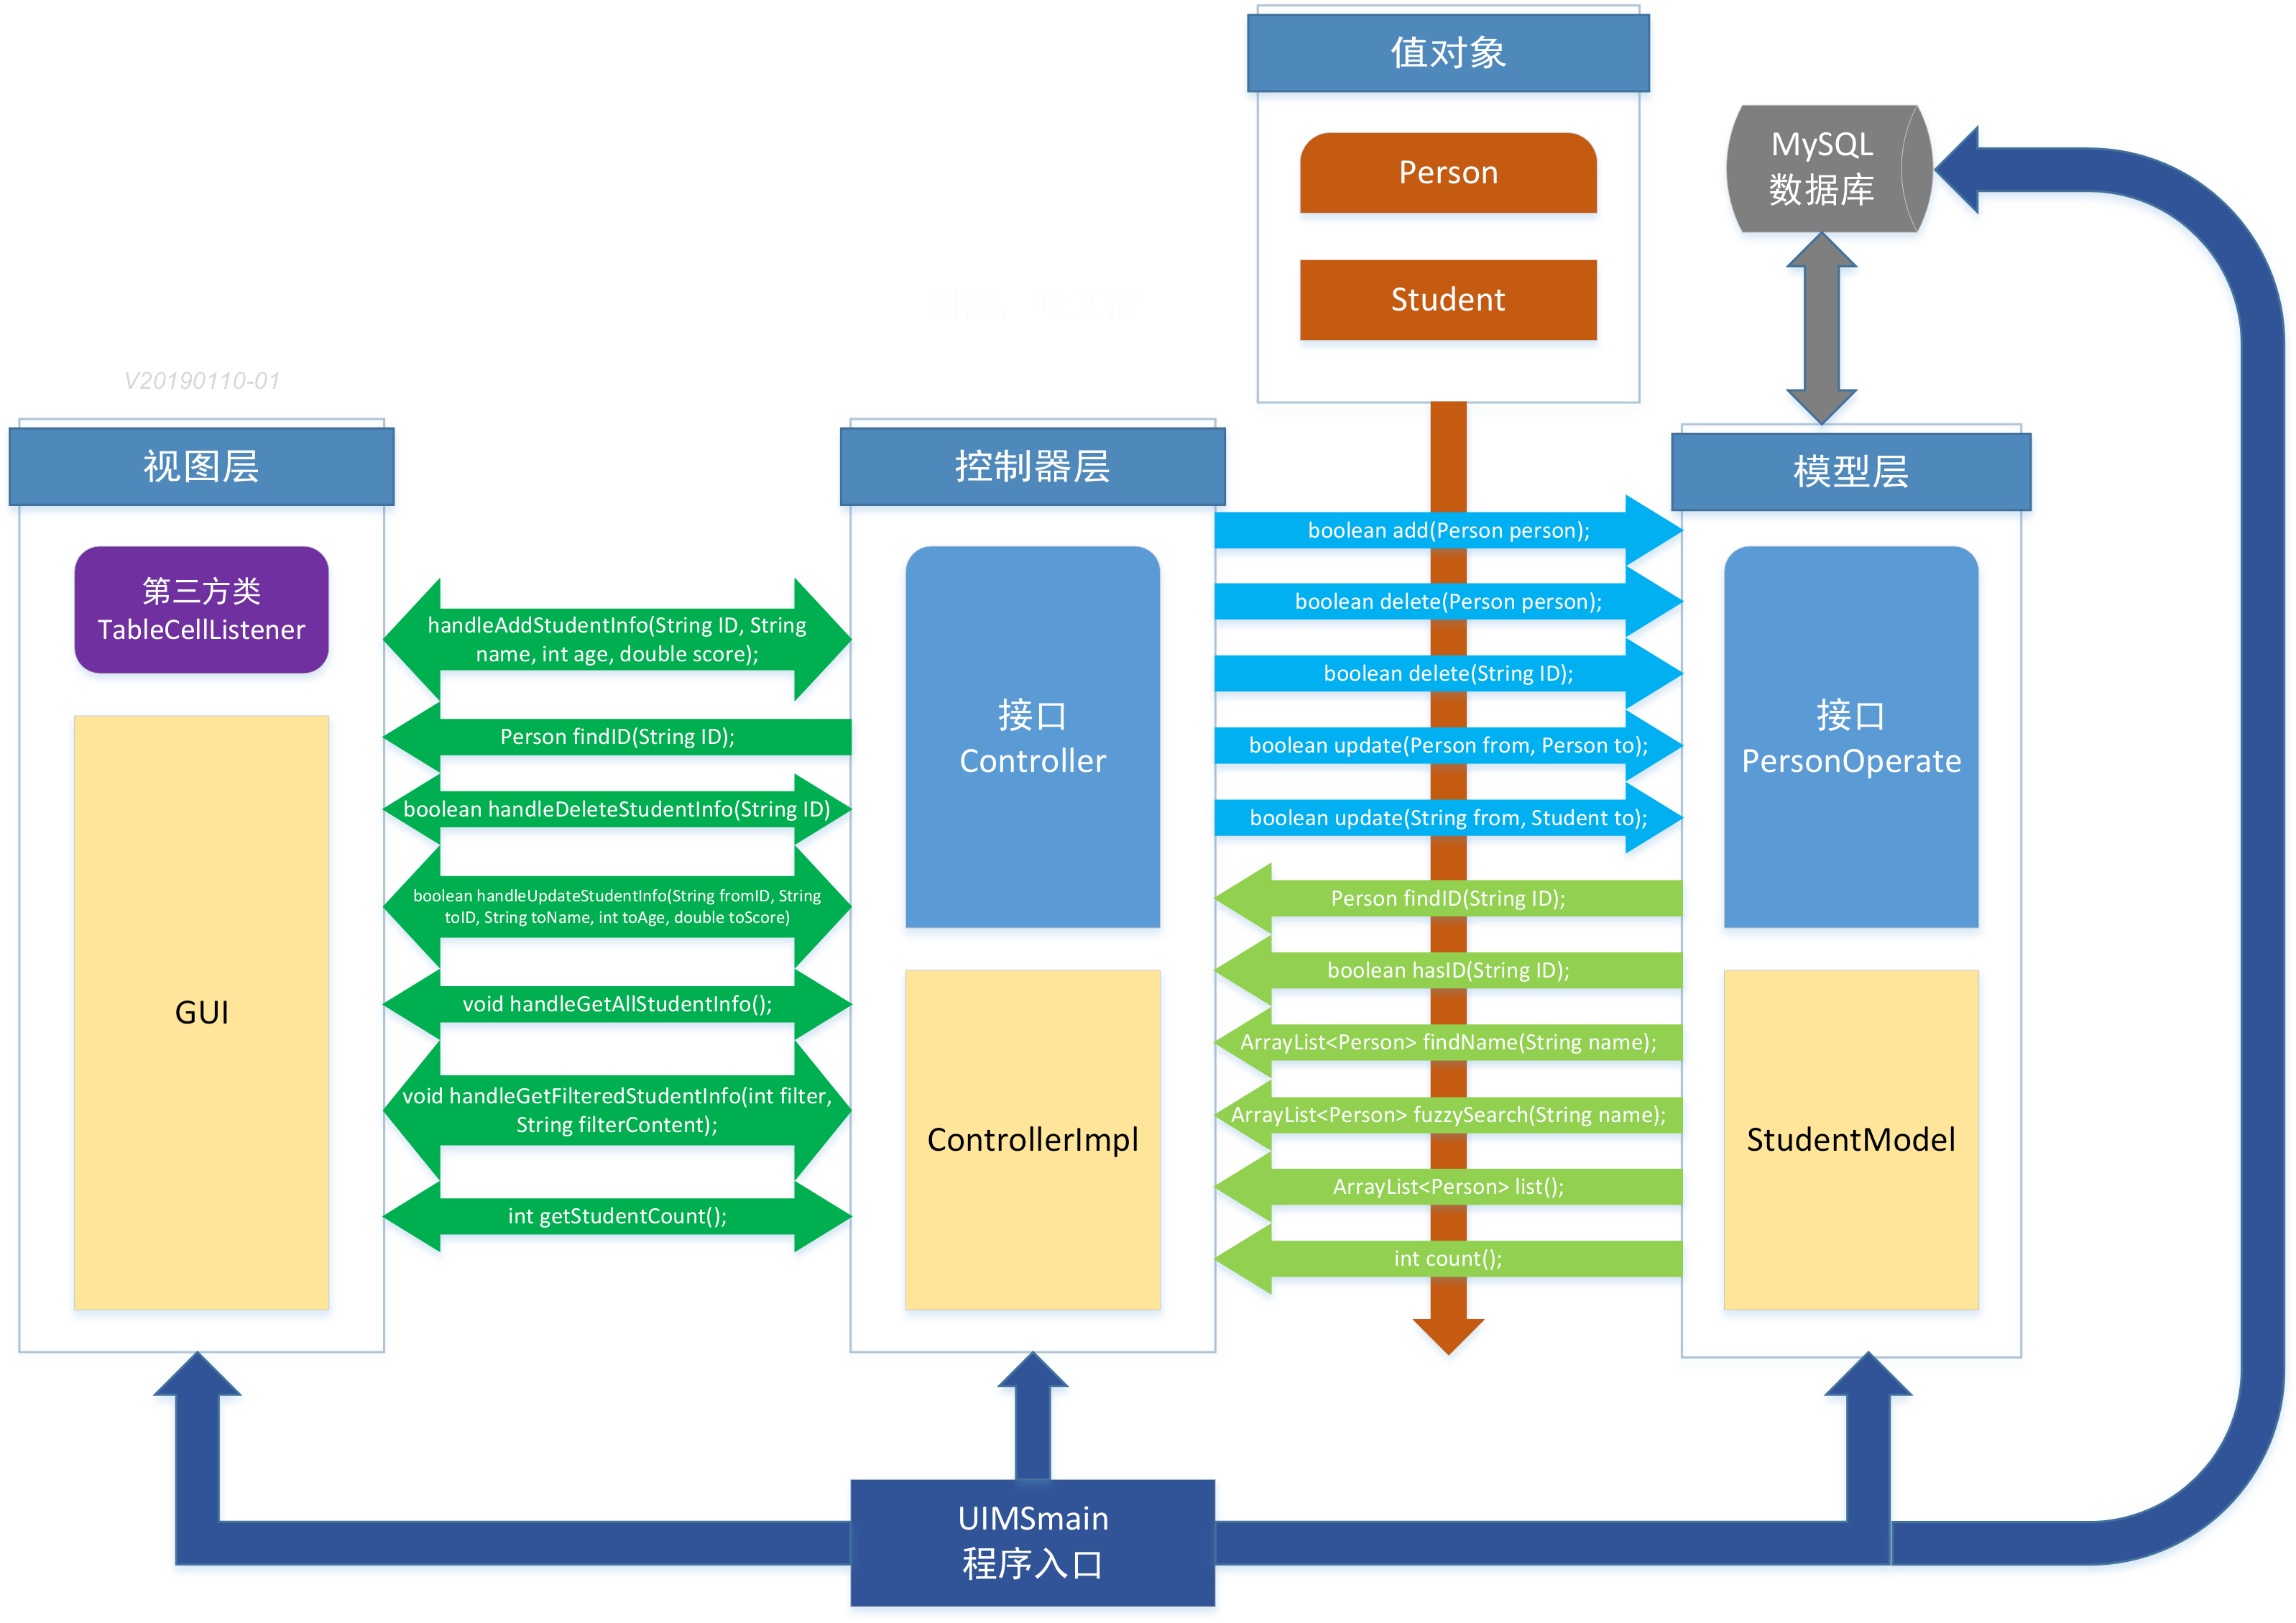 值对象
Person
Student
MySQL
数据库
V20190110-01
视图层
第三方类
TableCellListener
GUI
handleAddStudentInfo(String ID, String
name, int age, double score);
Person findID(String ID);
boolean handleDeleteStudentInfo(String ID)
boolean handleUpdateStudentInfo(String fromID, String
toID, String toName, int toAge, double toScore)
void handleGetAllStudentInfo();
void handleGetFilteredStudentInfo(int filter,
String filterContent);
int getStudentCount();
控制器层
接口
Controller
ControllerImpl
boolean add(Person person);
boolean delete(Person person);
boolean delete(String ID);
boolean update(Person from, Person to);
boolean update(String from, Student to);
Person findID(String ID);
boolean hasID(String ID);
ArrayList<Person> findName(String name);
ArrayList<Person> fuzzySearch(String name);
ArrayList<Person> list();
int count();
模型层
接口
PersonOperate
StudentModel
UIMSmain
程序入口